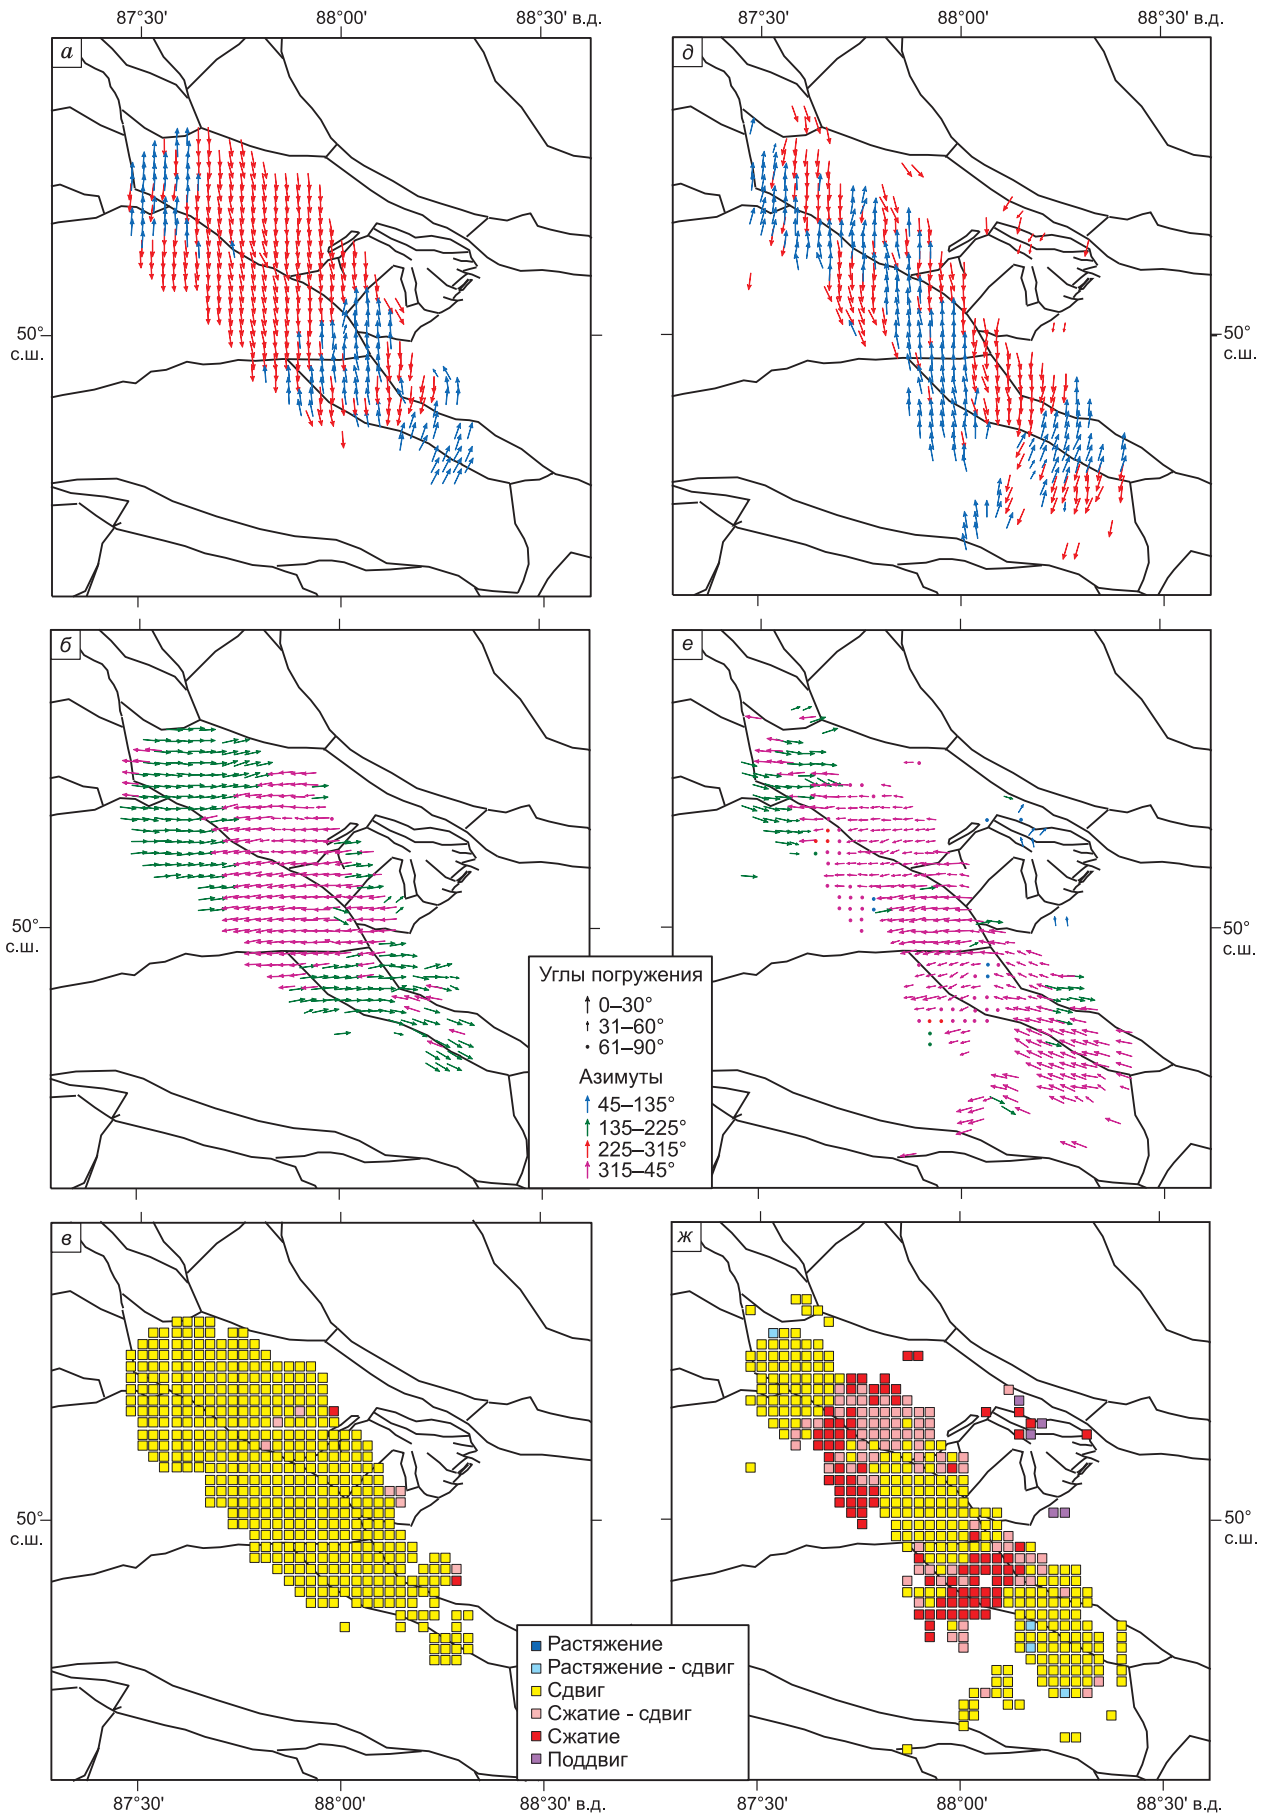 87°30' 88°00' 88°30' в.д. 87°30' 88°00' 88°30' в.д.
а
д
50°
с.ш.
50°
с.ш.
б
е
50°
с.ш.
50°
с.ш.
Углы погружения
0–30°
31–60°
61–90°
Азимуты
45–135°
135–225°
225–315°
315–45°
в
ж
50°
с.ш.
50°
с.ш.
Растяжение
Растяжение - сдвиг
Сдвиг
Сжатие - сдвиг
Сжатие
Поддвиг
87°30' 88°00' 88°30' в.д. 87°30' 88°00' 88°30' в.д.